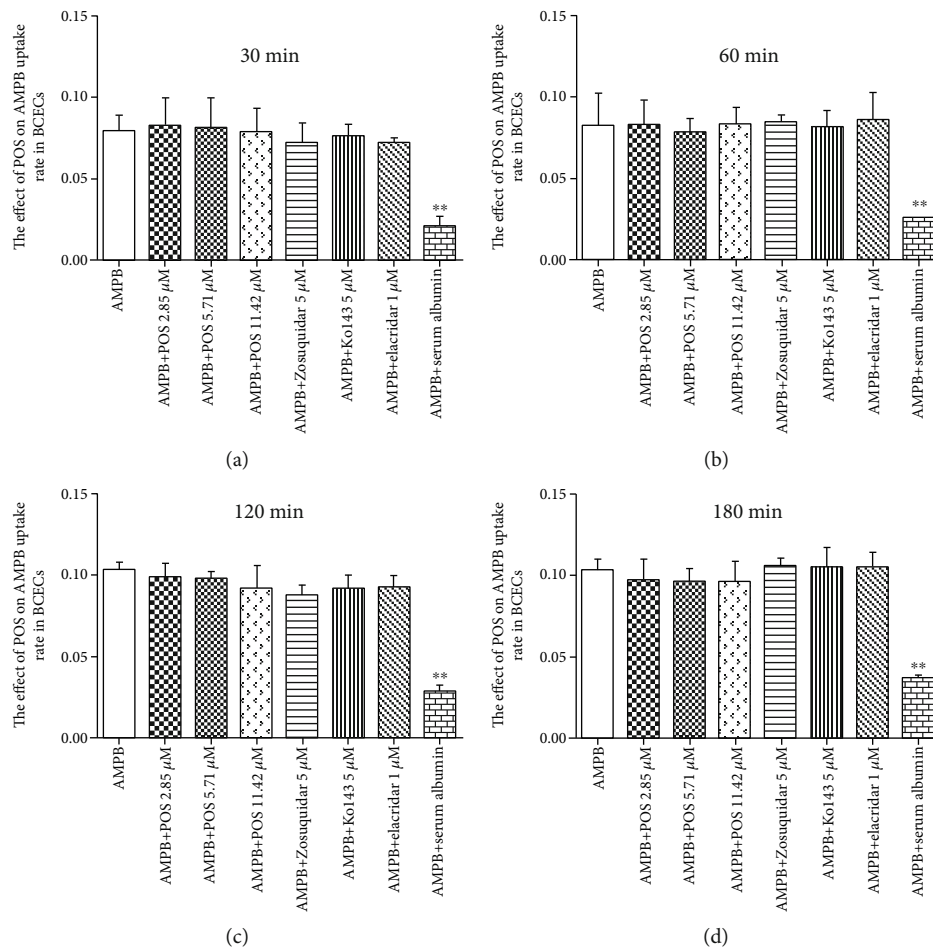 The effect of POS on AMPB uptake
rate in BCECs
0.15
0.10
0.05
0.00
30 min
**
AMPB
AMPB+POS 2.85 μM
AMPB+POS 5.71 μM
AMPB+POS 11.42 μM
AMPB+Zosuquidar 5 μM
AMPB+Ko143 5 μM
AMPB+elacridar 1 μM
AMPB+serum albumin
(a)
The effect of POS on AMPB uptake
rate in BCECs
0.15
0.10
0.05
0.00
60 min
**
AMPB
AMPB+POS 2.85 μM
AMPB+POS 5.71 μM
AMPB+POS 11.42 μM
AMPB+Zosuquidar 5 μM
AMPB+Ko143 5 μM
AMPB+elacridar 1 μM
AMPB+serum albumin
(b)
The effect of POS on AMPB uptake
rate in BCECs
0.15
0.10
0.05
0.00
120 min
**
AMPB
AMPB+POS 2.85 μM
AMPB+POS 5.71 μM
AMPB+POS 11.42 μM
AMPB+Zosuquidar 5 μM
AMPB+Ko143 5 μM
AMPB+elacridar 1 μM
AMPB+serum albumin
(c)
The effect of POS on AMPB uptake
rate in BCECs
0.15
0.10
0.05
0.00
180 min
**
AMPB
AMPB+POS 2.85 μM
AMPB+POS 5.71 μM
AMPB+POS 11.42 μM
AMPB+Zosuquidar 5 μM
AMPB+Ko143 5 μM
AMPB+elacridar 1 μM
AMPB+serum albumin
(d)